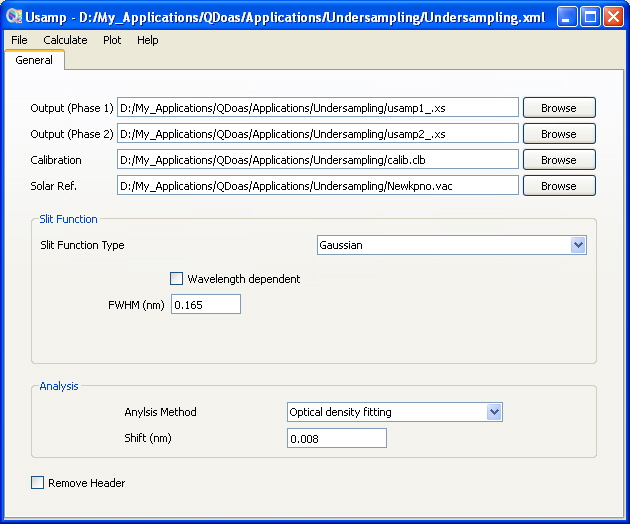 Usamp - D:/My_Applications/QDoas/Applications/Undersampling/Undersampling.xml
File Calculate Plot Help
General
Output (Phase 1) D:/My_Applications/QDoas/Applications/Undersampling/usamp1_.xs Browse
Output (Phase 2) D:/My_Applications/QDoas/Applications/Undersampling/usamp2_.xs Browse
Calibration D:/My_Applications/QDoas/Applications/Undersampling/calib.clb Browse
Solar Ref. D:/My_Applications/QDoas/Applications/Undersampling/Newkpno.vac Browse
Slit Function
Slit Function Type Gaussian
Wavelength dependent
FWHM (nm) 0.165
Analysis
Anylsis Method Optical density fitting
Shift (nm) 0.008
Remove Header